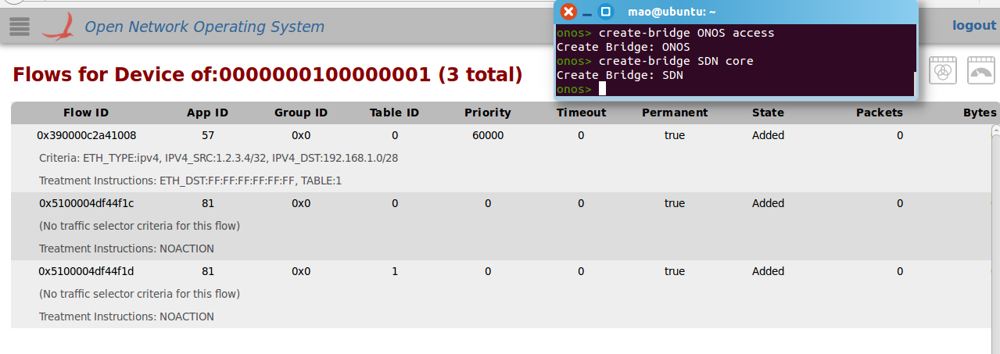 mao@ubuntu: ~
onos> create-bridge ONOS access
Create Bridge: ONOS
onos> create-bridge SDN core
Create Bridge: SDN
onos>
Open Network Operating System
logout
Flows for Device of:0000000100000001 (3 total)
Flow ID App ID Group ID Table ID Priority Timeout Permanent State Packets Bytes
0x390000c2a41008 57 0x0 0 60000 0 true Added 0
Criteria: ETH_TYPE:ipv4, IPV4_SRC:1.2.3.4/32, IPV4_DST:192.168.1.0/28
Treatment Instructions: ETH_DST:FF:FF:FF:FF:FF:FF, TABLE:1
0x5100004df44f1c 81 0x0 0 0 0 true Added 0
(No traffic selector criteria for this flow)
Treatment Instructions: NOACTION
0x5100004df44f1d 81 0x0 1 0 0 true Added 0
(No traffic selector criteria for this flow)
Treatment Instructions: NOACTION